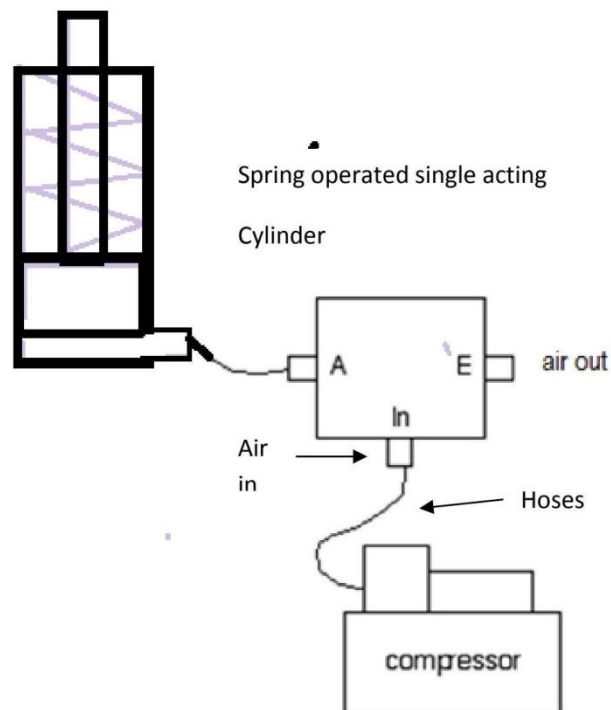 Spring operated single acting
Cylinder
A
E
air out
In
Air
in
Hoses
compressor